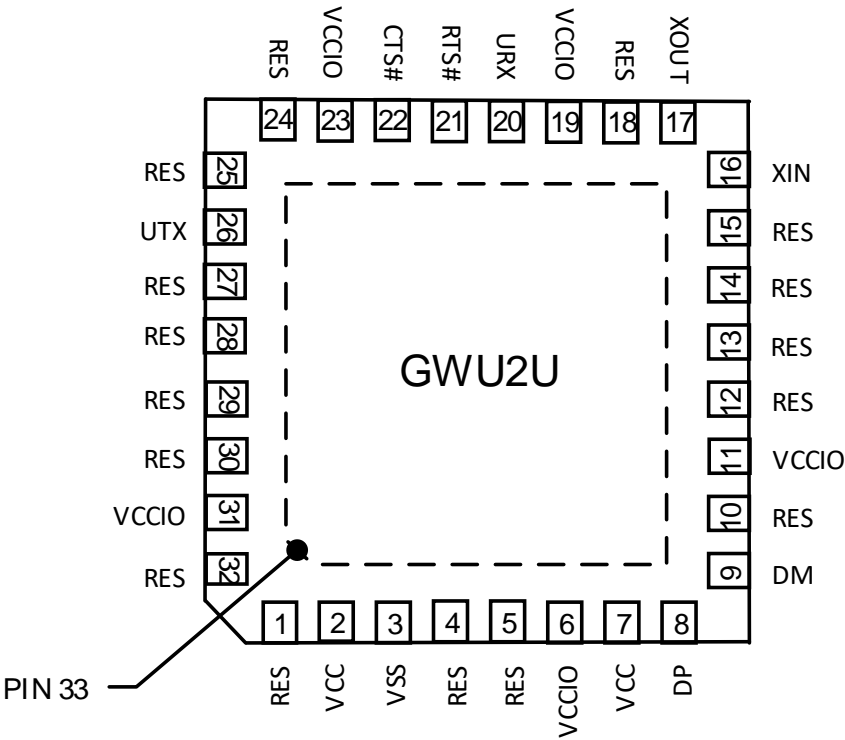 RES
VCCIO
CTS#
RTS#
URX
VCCIO
RES
XOUT
24
23
22
21
20
19
18
17
RES 25
UTX 26
RES 27
RES 28
RES 29
RES 30
VCCIO 31
RES 32
GWU2U
16 XIN
15 RES
14 RES
13 RES
12 RES
11 VCCIO
10 RES
9 DM
1
2
3
4
5
6
7
8
RES
VCC
VSS
RES
RES
VCCIO
VCC
DP
PIN 33